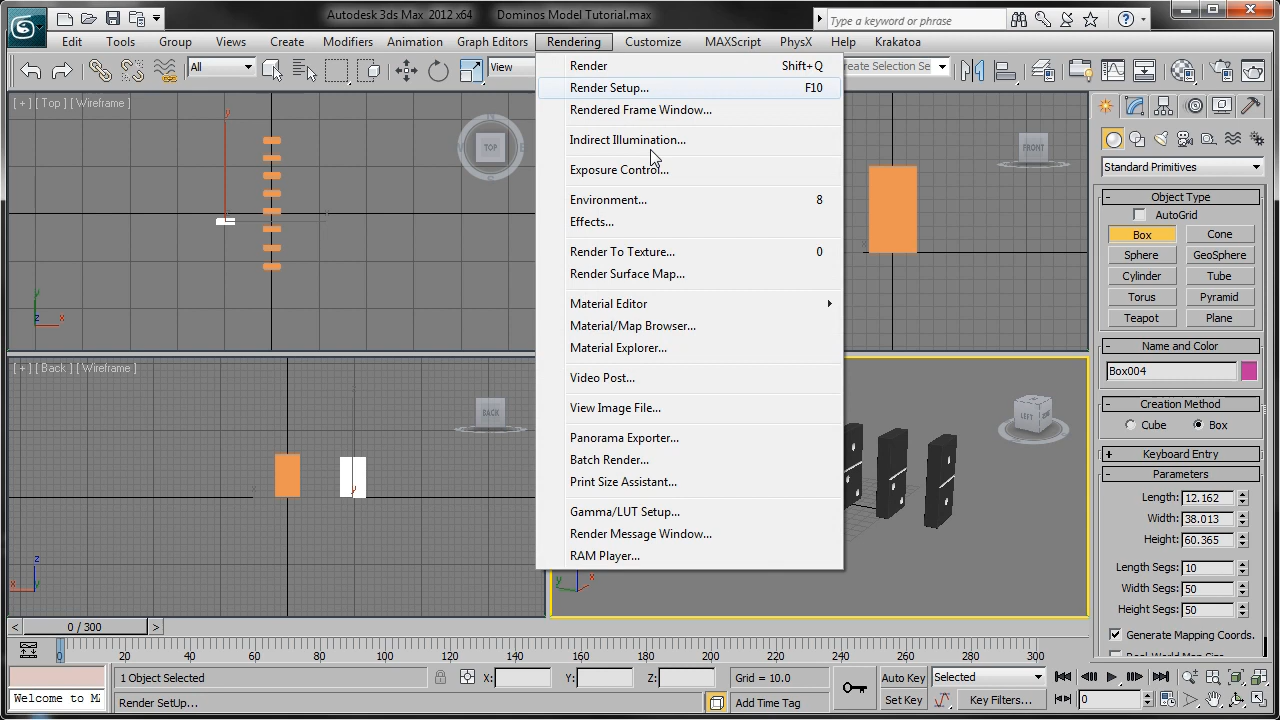 Autodesk 3ds Max 2012 x64 Dominos Model Tutorial.max
Type a keyword or phrase
Edit Tools Group Views Create Modifiers Animation Graph Editors Rendering Customize MAXScript PhysX Help Krakatoa
All View Create Selection Se
Render Shift+Q
Render Setup... F10
Rendered Frame Window...
Indirect Illumination...
Exposure Control...
Environment... 8
Effects...
Render To Texture... 0
Render Surface Map...
Material Editor
Material/Map Browser...
Material Explorer...
Video Post...
View Image File...
Panorama Exporter...
Batch Render...
Print Size Assistant...
Gamma/LUT Setup...
Render Message Window...
RAM Player...
[ + ] [ Top ] [ Wireframe ]
TOP
y
z x
FRONT
[ + ] [ Back ] [ Wireframe ]
BACK
x
y
z
x y
LEFT
y x
Standard Primitives
- Object Type
AutoGrid
Box Cone
Sphere GeoSphere
Cylinder Tube
Torus Pyramid
Teapot Plane
- Name and Color
Box004
- Creation Method
Cube Box
+ Keyboard Entry
- Parameters
Length: 12.162
Width: 38.013
Height: 60.365
Length Segs: 10
Width Segs: 50
Height Segs: 50
Generate Mapping Coords.
Real-World Map Size
< 0 / 300 >
0 20 40 60 80 100 120 140 160 180 200 220 240 260 280 300
1 Object Selected X: Y: Z: Grid = 10.0 Auto Key Selected
Welcome to M
Render SetUp... Add Time Tag Set Key Key Filters... 0